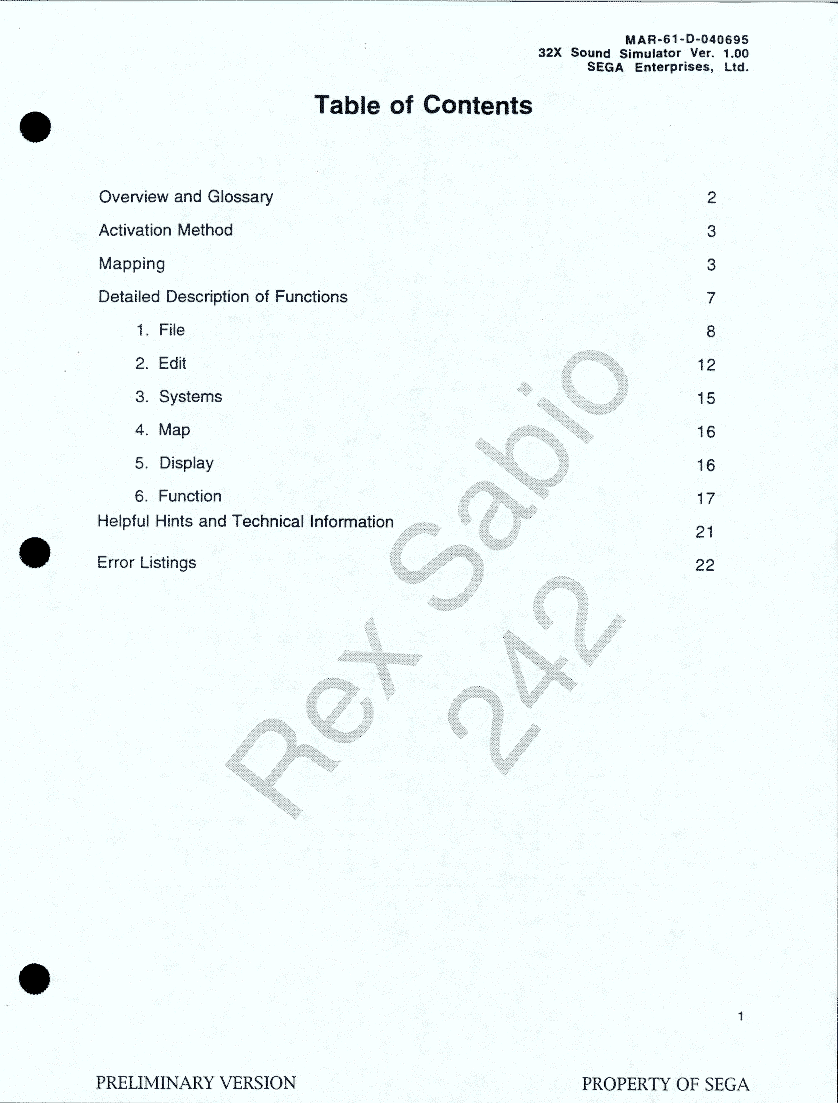 MAR-61-D-040695
32X Sound Simulator Ver. 1.00
SEGA Enterprises, Ltd.
Table of Contents
Overview and Glossary 2
Activation Method 3
Mapping 3
Detailed Description of Functions 7
1. File 8
2. Edit 12
3. Systems 15
4. Map 16
5. Display 16
6. Function 17
Helpful Hints and Technical Information 21
Error Listings 22
Rex Sabio
242
1
PRELIMINARY VERSION PROPERTY OF SEGA